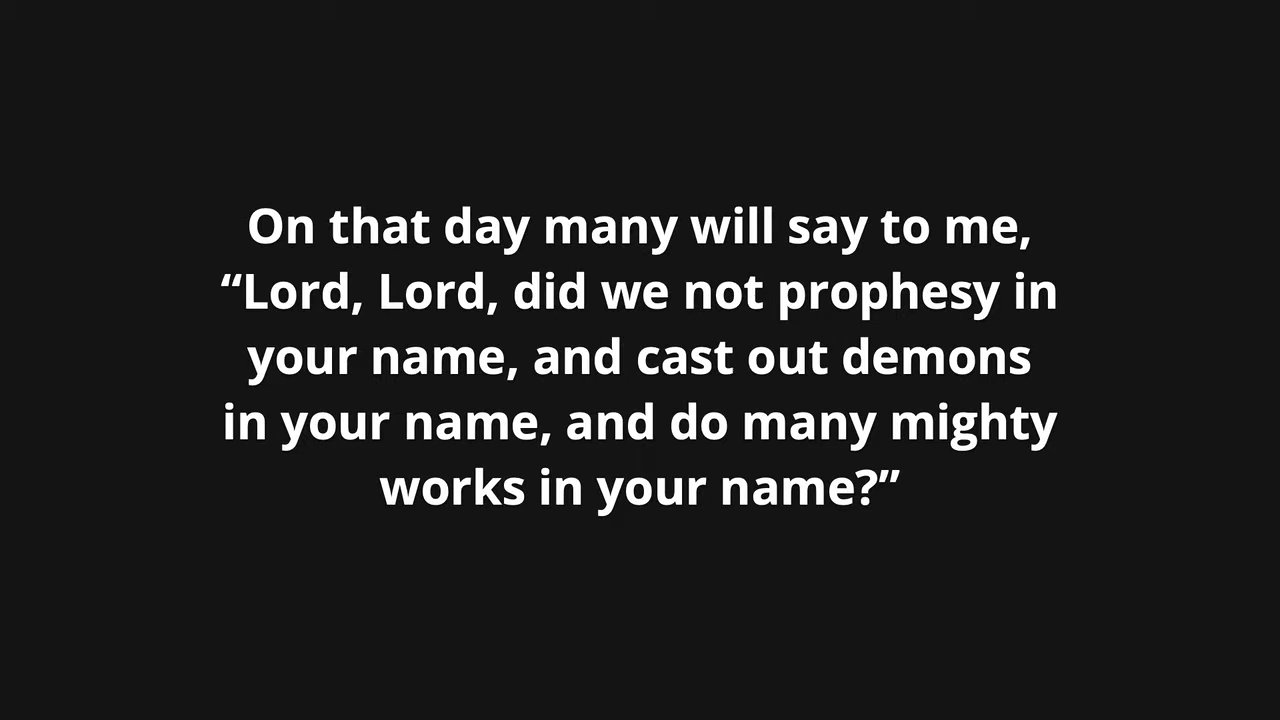 On that day many will say to me,
“Lord, Lord, did we not prophesy in
your name, and cast out demons
in your name, and do many mighty
works in your name?”